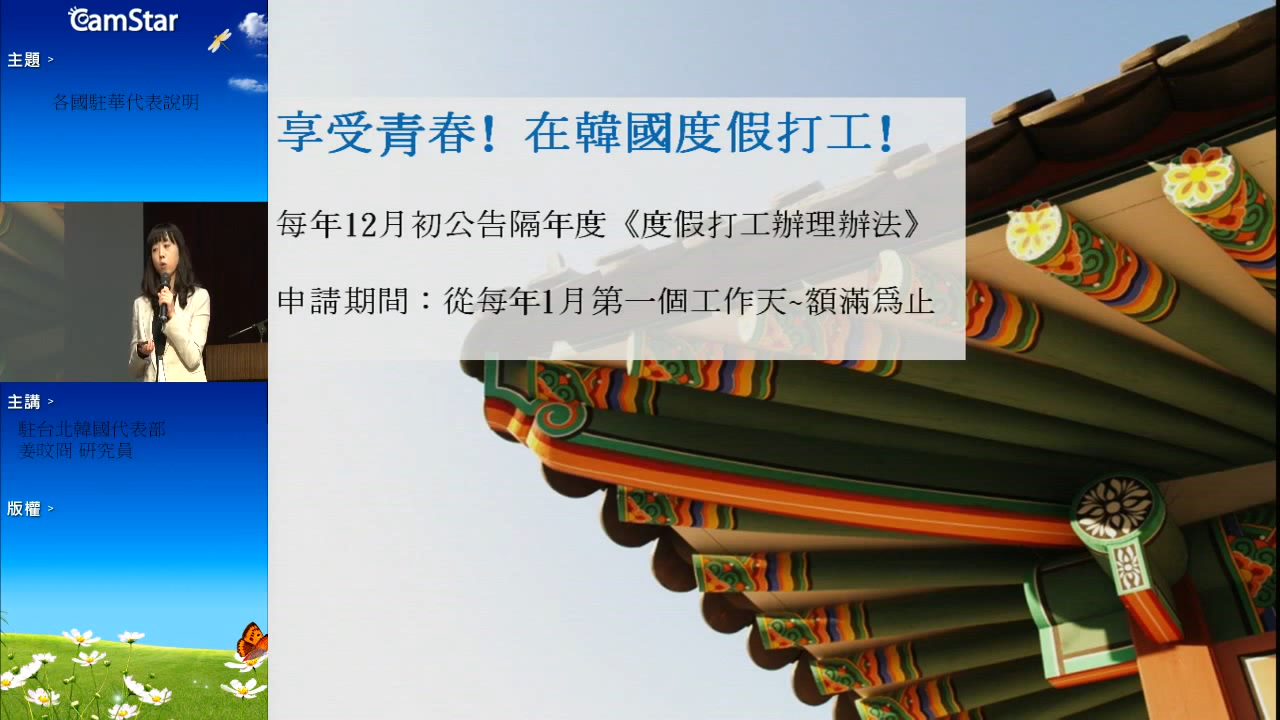 CamStar
主題 >
各國駐華代表說明
主講 >
駐台北韓國代表部
姜旼冏 研究員
版權 >
享受青春！在韓國度假打工！
每年12月初公告隔年度《度假打工辦理辦法》
申請期間：從每年1月第一個工作天~額滿為止